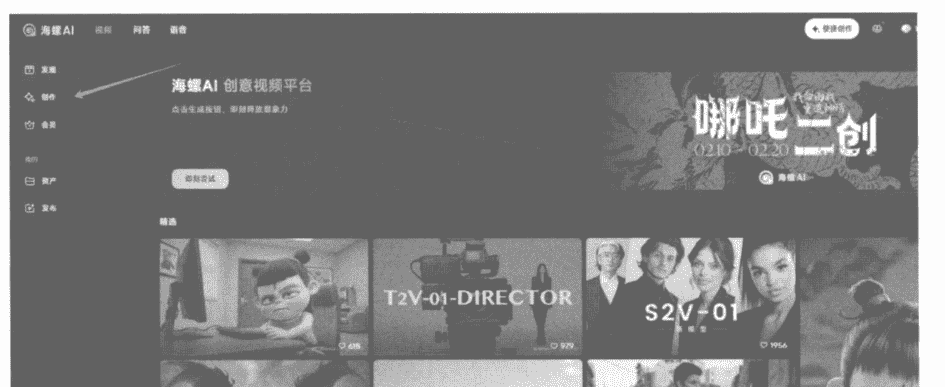 海螺AI 视频 问答 语音
快捷创作
发现
创作
会员
我的
资产
发布
海螺AI 创意视频平台
点击生成按钮,即刻释放想象力
即刻尝试
哪吒二创
02.10 02.20
海螺AI
精选
618
T2V-01-DIRECTOR
979
S2V-01
1956